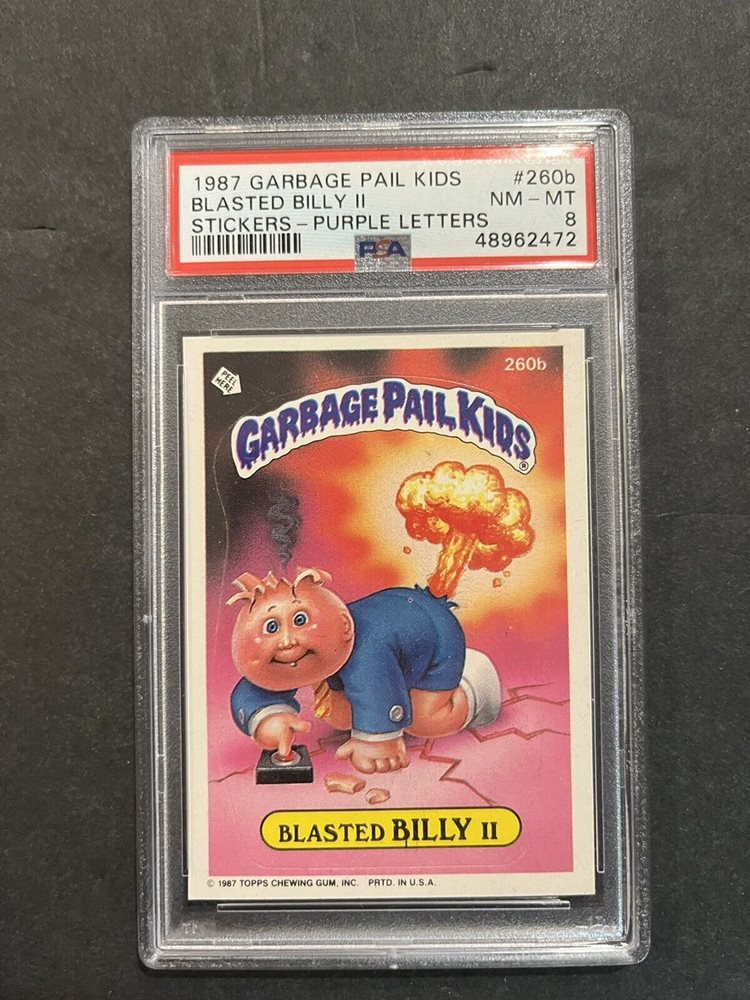 1987 GARBAGE PAIL KIDS #260b
BLASTED BILLY II NM - MT
STICKERS - PURPLE LETTERS 8
PSA 48962472
260b
PEEL
HERE
GARBAGE PAIL KIDS®
BLASTED BILLY II
© 1987 TOPPS CHEWING GUM, INC. PRTD. IN U.S.A.